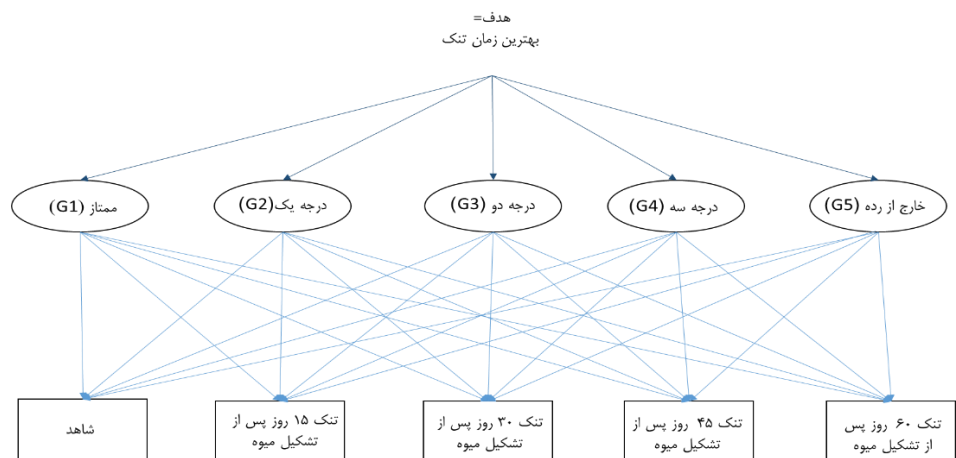 هدف=
بهترین زمان تنک
ممتاز (G1)
درجه یک(G2)
درجه دو (G3)
درجه سه (G4)
خارج از رده (G5)
شاهد
تنک ۱۵ روز پس از
تشکیل میوه
تنک ۳۰ روز پس از
تشکیل میوه
تنک ۴۵ روز پس از
تشکیل میوه
تنک ۶۰ روز پس
از تشکیل میوه